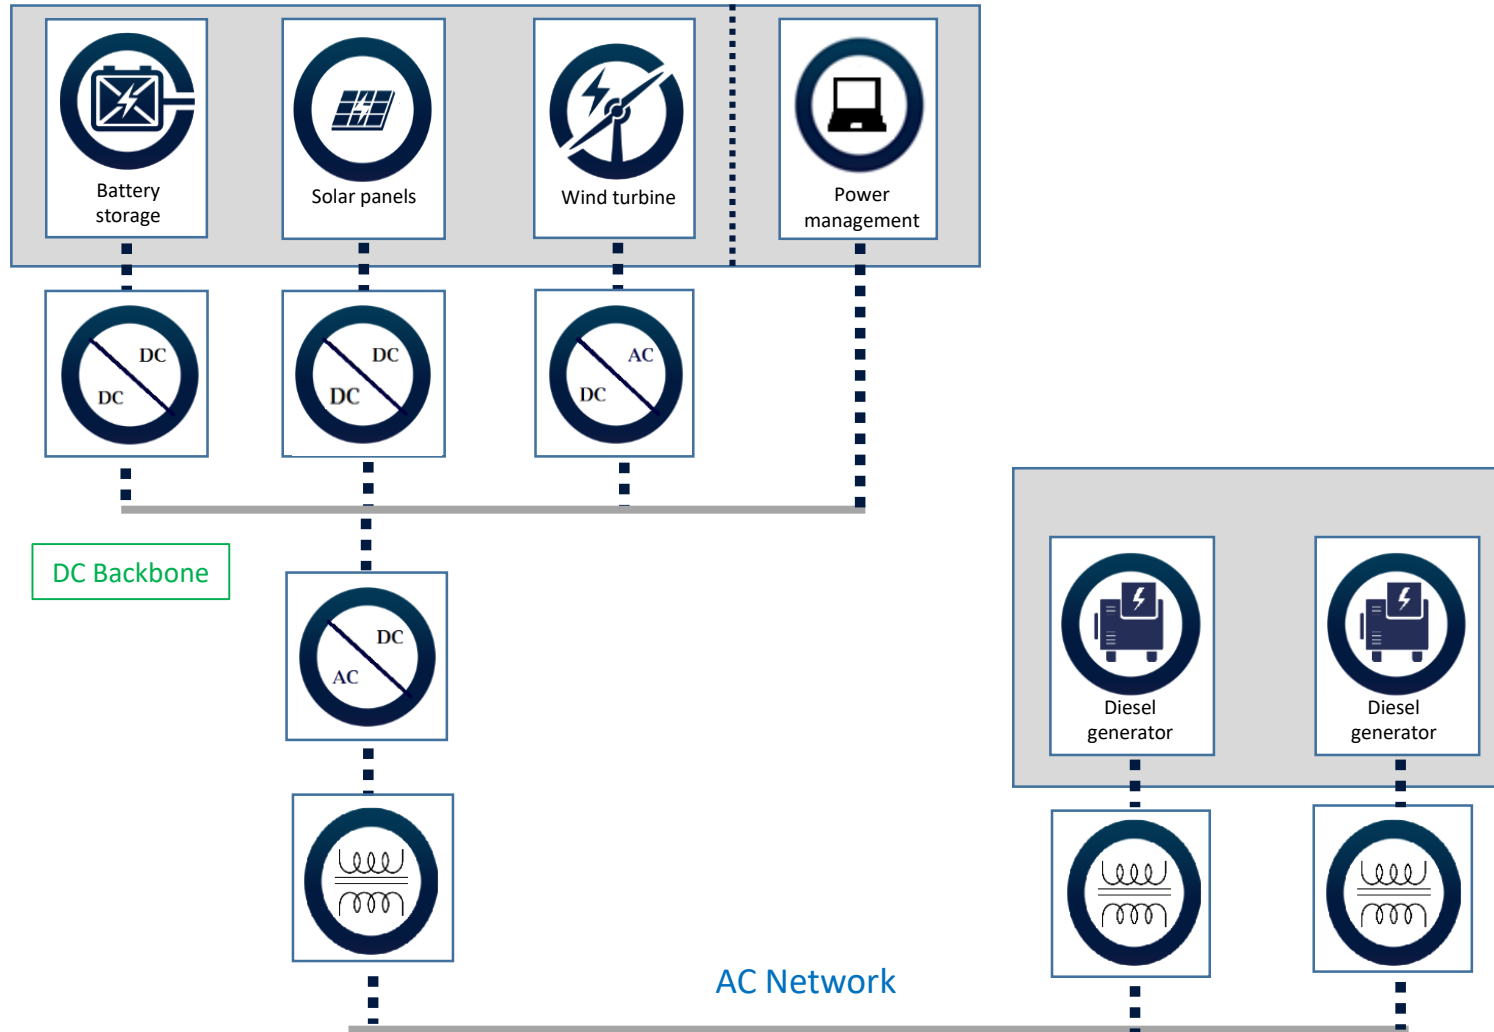 Battery
storage
Solar panels
Wind turbine
Power
management
DC
DC
DC
DC
AC
DC
DC Backbone
DC
AC
Diesel
generator
Diesel
generator
AC Network